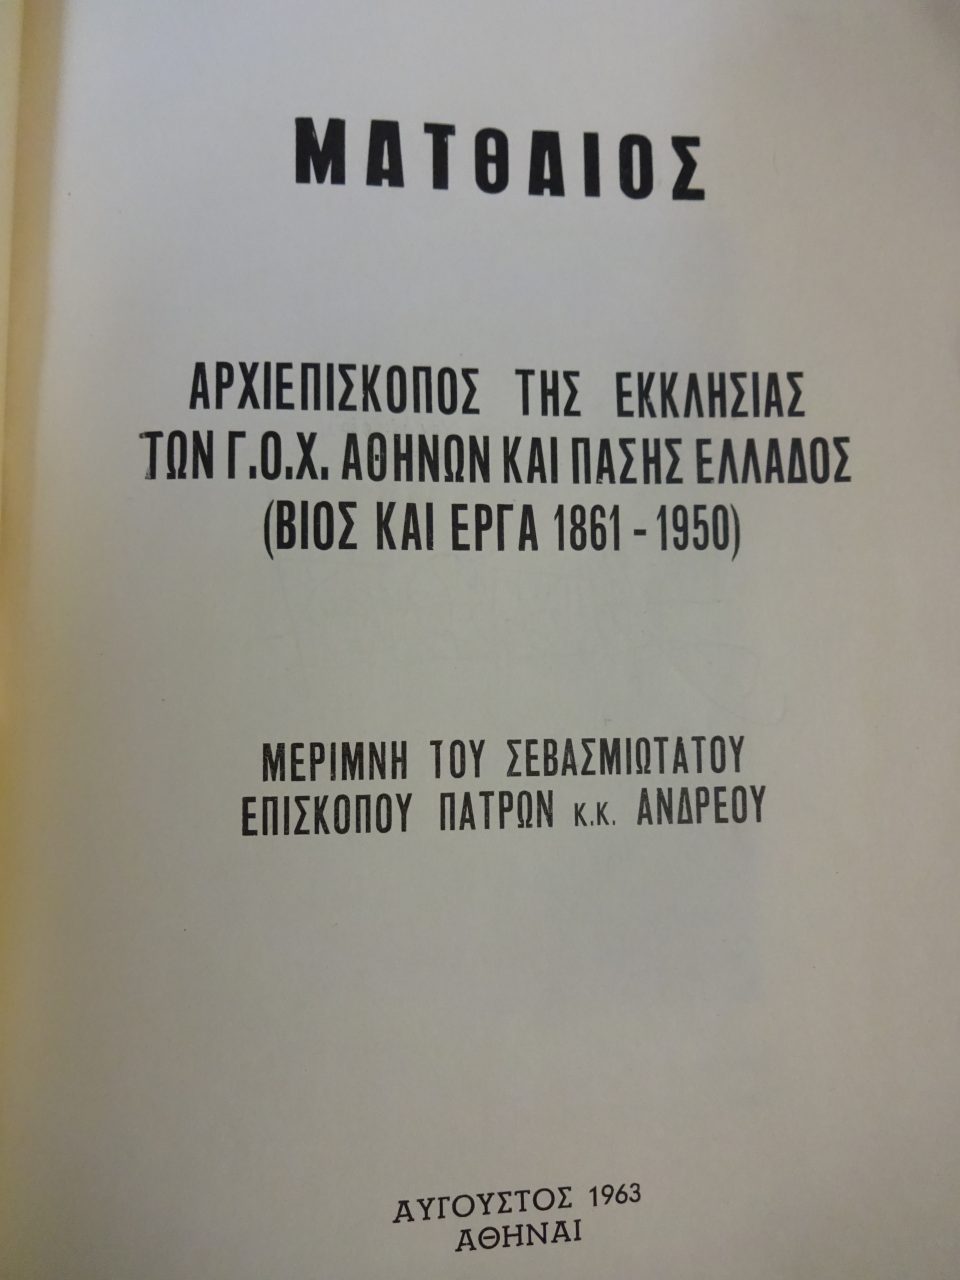 ΜΑΤΘΑΙΟΣ
ΑΡΧΙΕΠΙΣΚΟΠΟΣ ΤΗΣ ΕΚΚΛΗΣΙΑΣ
ΤΩΝ Γ.Ο.Χ. ΑΘΗΝΩΝ ΚΑΙ ΠΑΣΗΣ ΕΛΛΑΔΟΣ
(ΒΙΟΣ ΚΑΙ ΕΡΓΑ 1861 - 1950)
ΜΕΡΙΜΝΗ ΤΟΥ ΣΕΒΑΣΜΙΩΤΑΤΟΥ
ΕΠΙΣΚΟΠΟΥ ΠΑΤΡΩΝ κ.κ. ΑΝΔΡΕΟΥ
ΑΥΓΟΥΣΤΟΣ 1963
ΑΘΗΝΑΙ